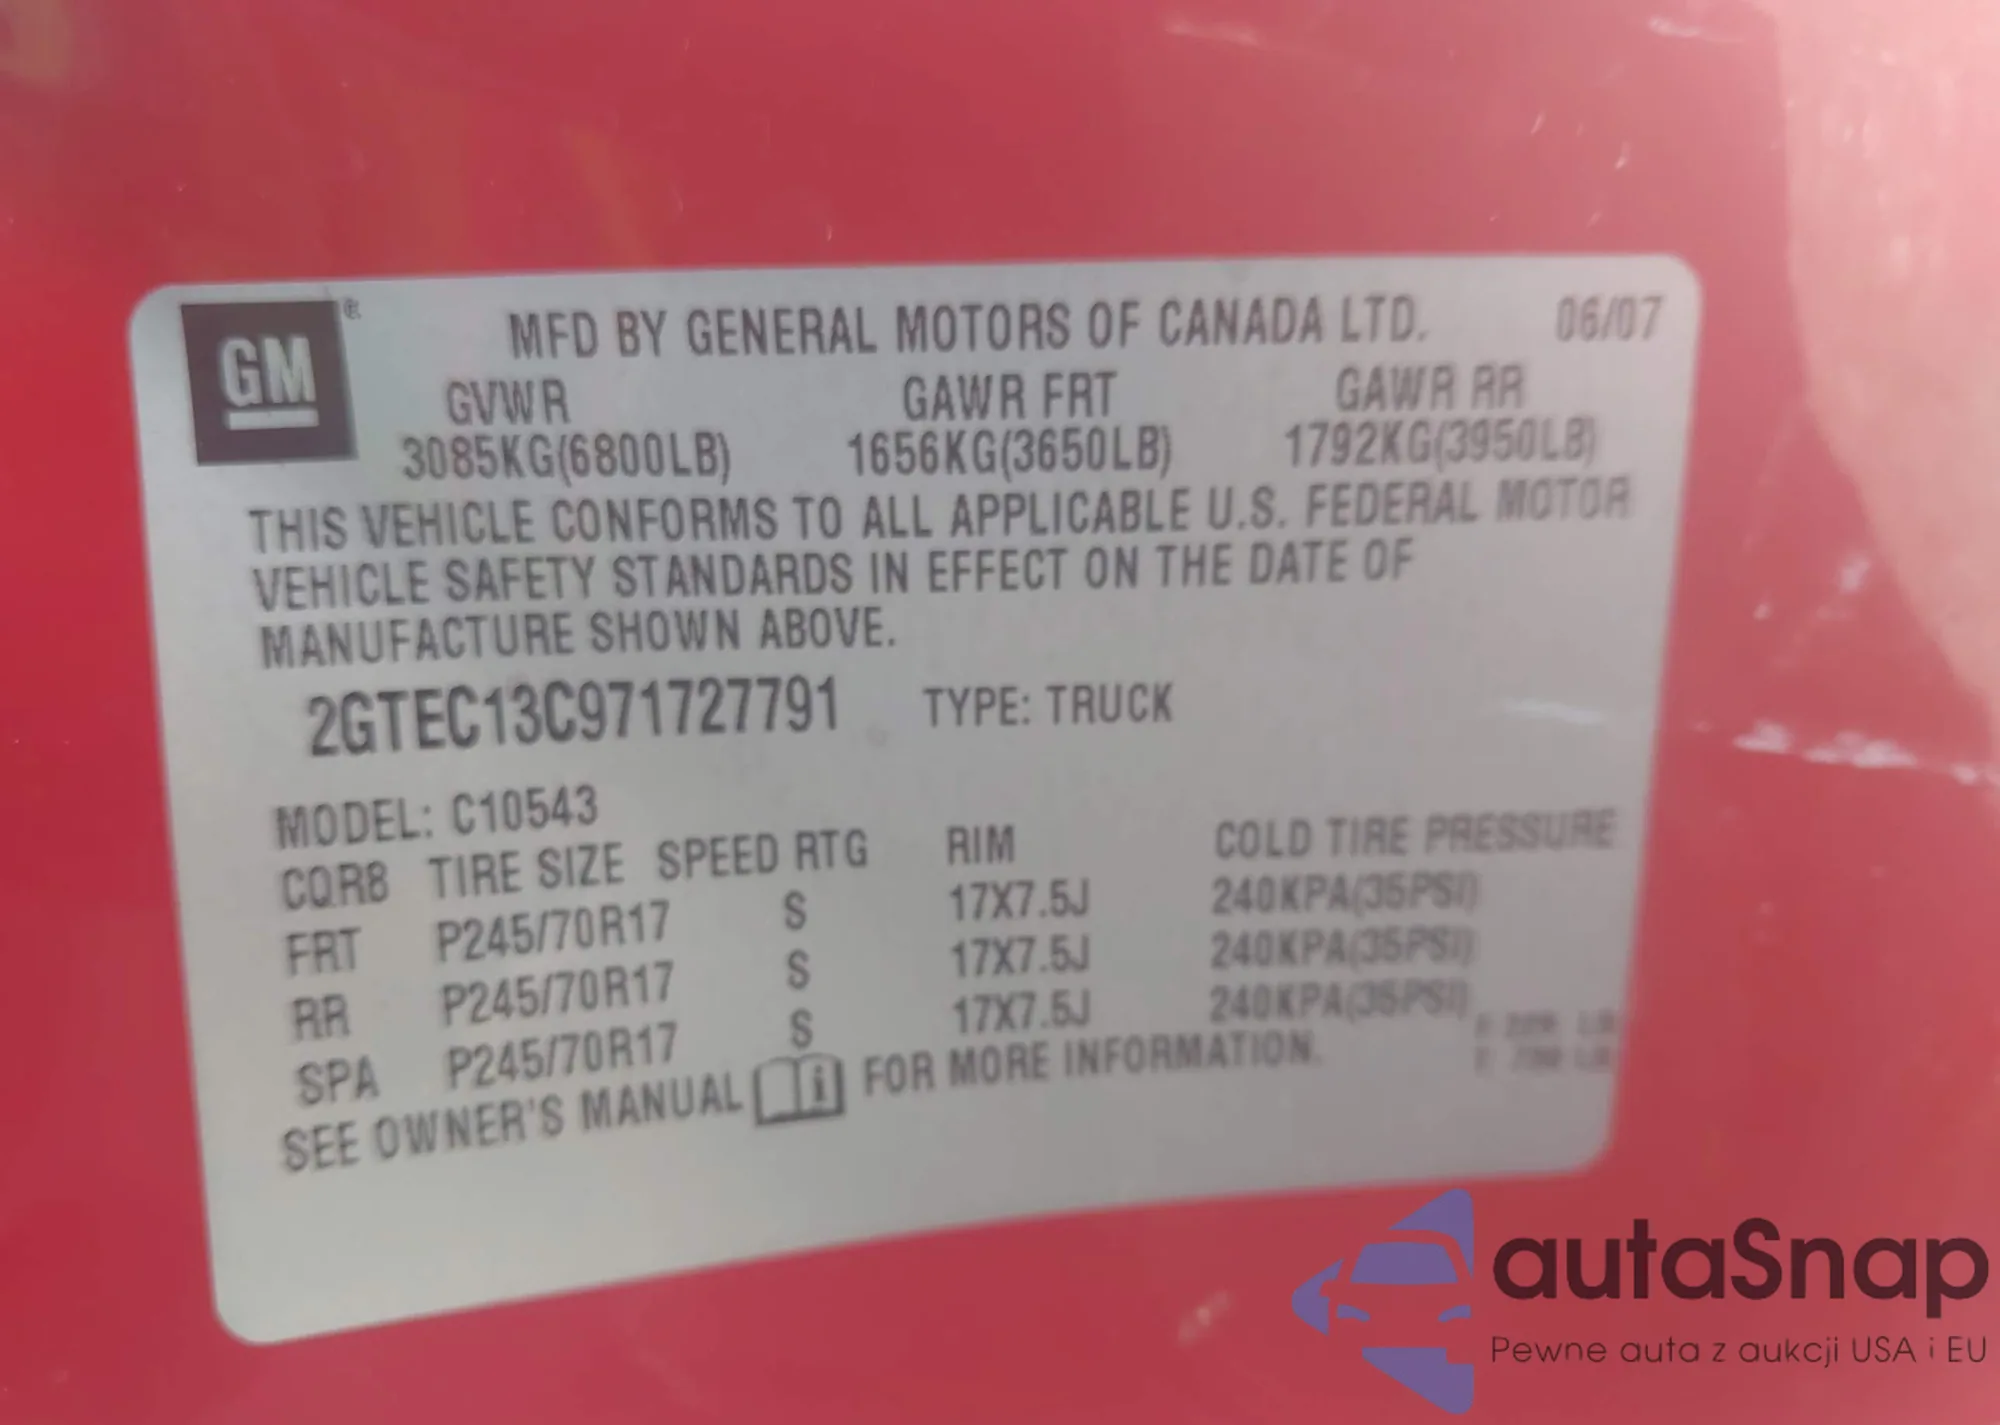 GM ®
MFD BY GENERAL MOTORS OF CANADA LTD. 06/07
GVWR GAWR FRT GAWR RR
3085KG(6800LB) 1656KG(3650LB) 1792KG(3950LB)
THIS VEHICLE CONFORMS TO ALL APPLICABLE U.S. FEDERAL MOTOR
VEHICLE SAFETY STANDARDS IN EFFECT ON THE DATE OF
MANUFACTURE SHOWN ABOVE.
2GTEC13C971727791 TYPE: TRUCK
MODEL: C10543
CQR8 TIRE SIZE SPEED RTG RIM COLD TIRE PRESSURE
FRT P245/70R17 S 17X7.5J 240KPA(35PSI)
RR P245/70R17 S 17X7.5J 240KPA(35PSI)
SPA P245/70R17 S 17X7.5J 240KPA(35PSI)
SEE OWNER'S MANUAL i FOR MORE INFORMATION.
autaSnap
Pewne auta z aukcji USA i EU